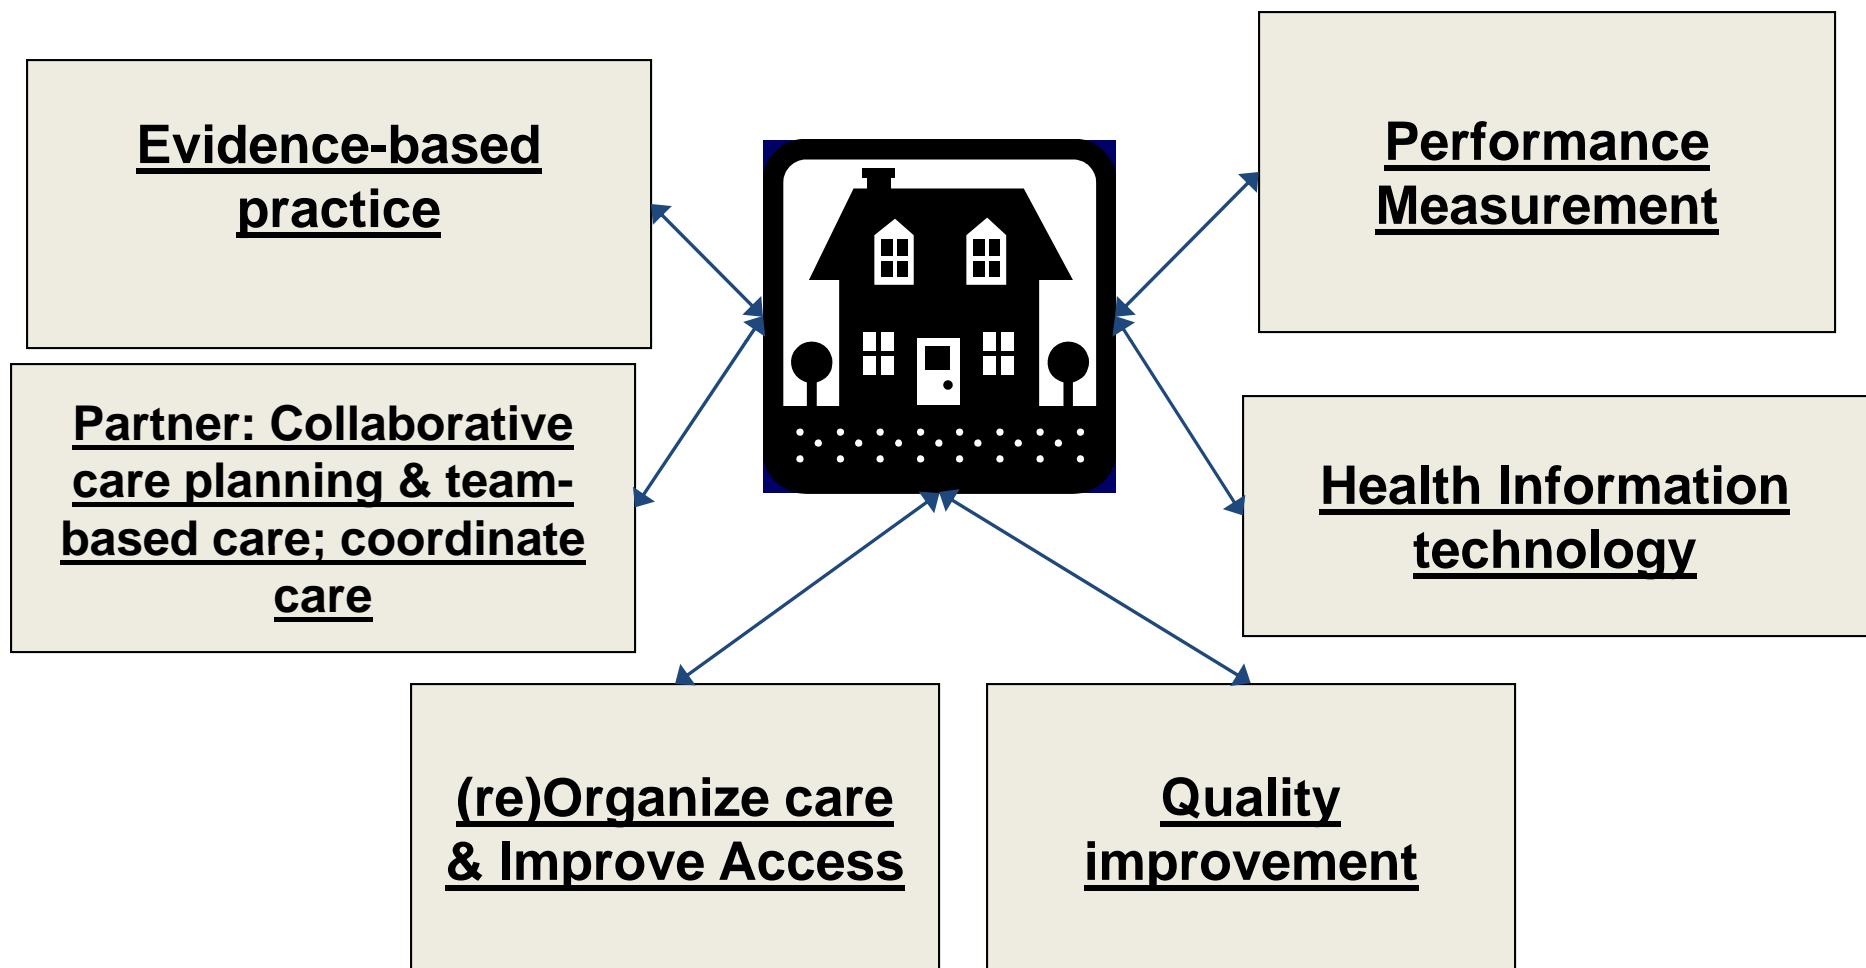 Evidence-based
practice
Performance
Measurement
Partner: Collaborative
care planning & team-
based care; coordinate
care
Health Information
technology
(re)Organize care
& Improve Access
Quality
improvement